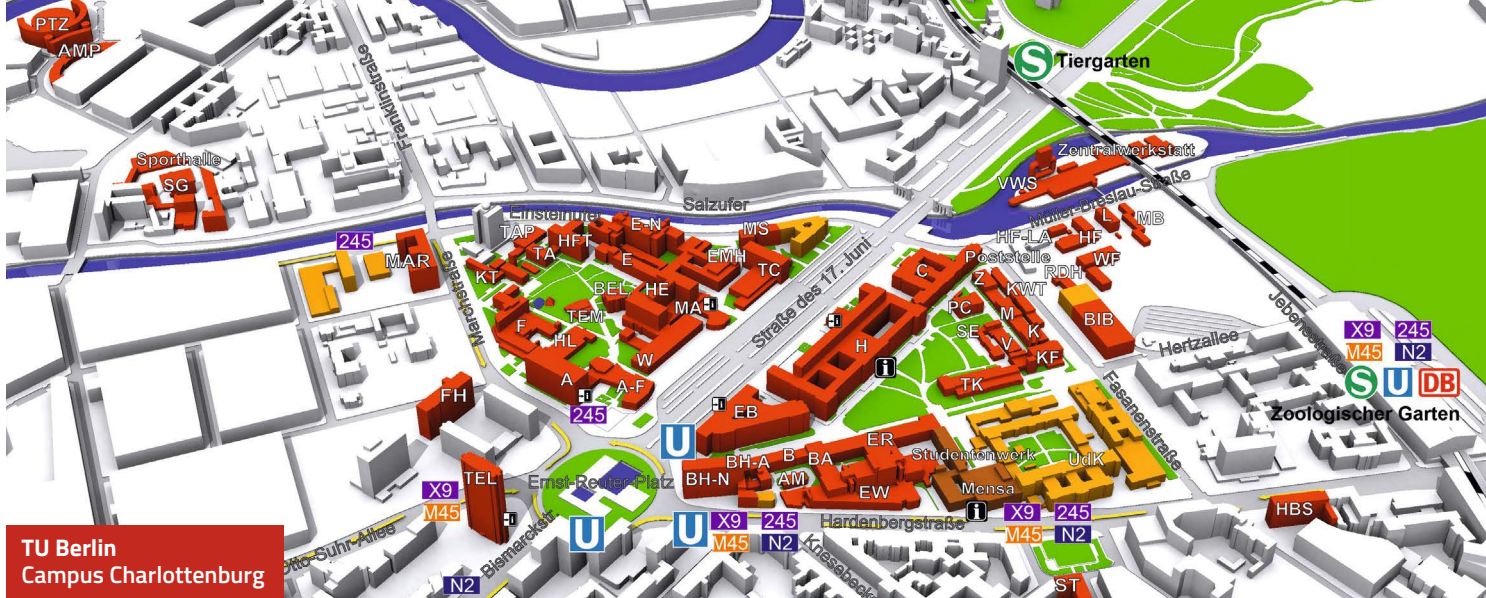 PTZ
AMP
Franklinstraße
S Tiergarten
Sporthalle
SG
Zentralwerkstatt
VWS
Müller-Breslau-Straße
Salzufer
Einsteinufer
245
MAR
TAP
HFT
E-N
MS
TA
KT
E
EMH
TC
BEL
HE
MA
TEM
F
HL
W
A
A-F
245
Marchstraße
Straße des 17. Juni
L
MB
HF-LA
HF
Poststelle
WF
RDH
C
Z
KWT
PC
M
SE
K
V
KF
BIB
H
i
TK
Hertzallee
Jebensstraße
X9 245
M45 N2
S U DB
Zoologischer Garten
Fasanenstraße
FH
EB
U
ER
B
BA
BH-A
BH-N
AM
EW
Studentenwerk
Mensa
UdK
TEL
X9
M45
Ernst-Reuter-Platz
U
U
X9 245
M45 N2
Hardenbergstraße
i
X9 245
M45 N2
HBS
Otto-Suhr-Allee
Bismarckstr.
N2
Knesebeck
ST
TU Berlin
Campus Charlottenburg